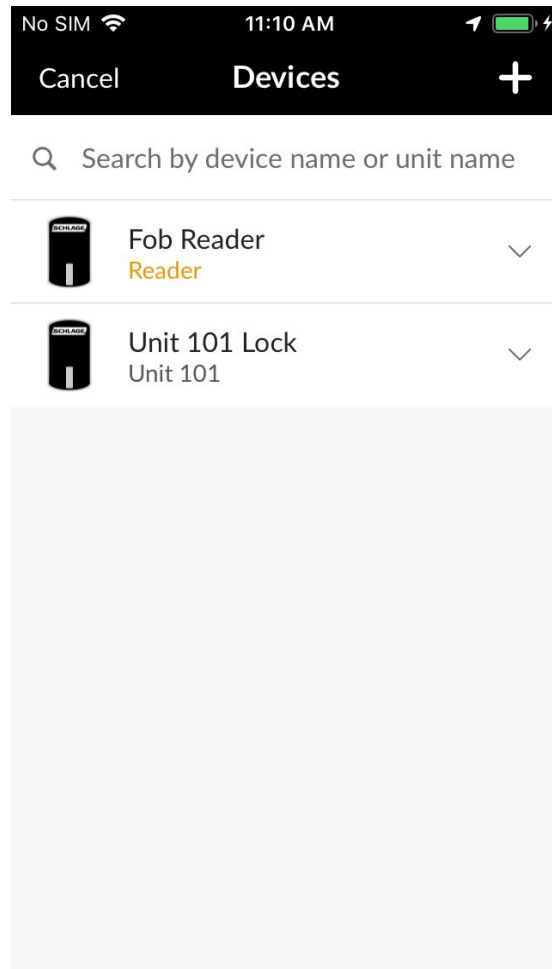 No SIM 11:10 AM
Cancel Devices
Search by device name or unit name
SCHLAGE
Fob Reader
Reader
SCHLAGE
Unit 101 Lock
Unit 101